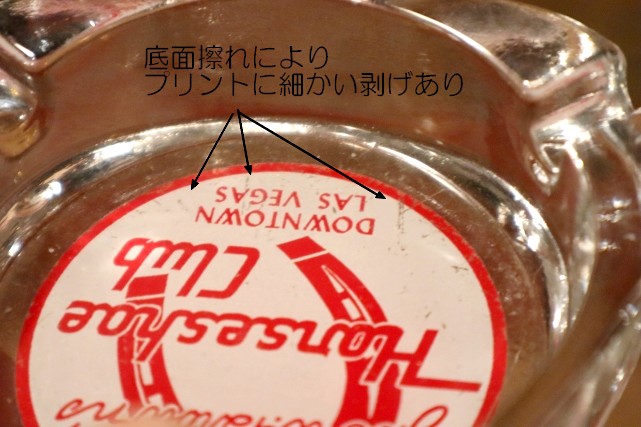 底面擦れにより
プリントに細かい剥げあり
Horseshoe
Club
DOWNTOWN
LAS VEGAS